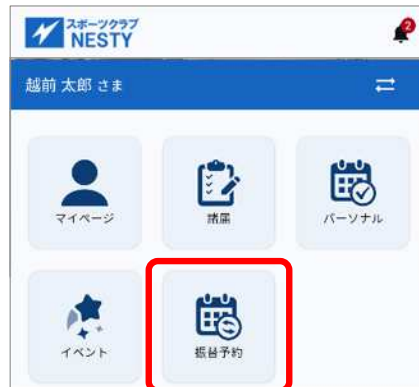 スポーツクラブ
NESTY
2
越前 太郎 さま
マイページ
諸届
パーソナル
イベント
振替予約